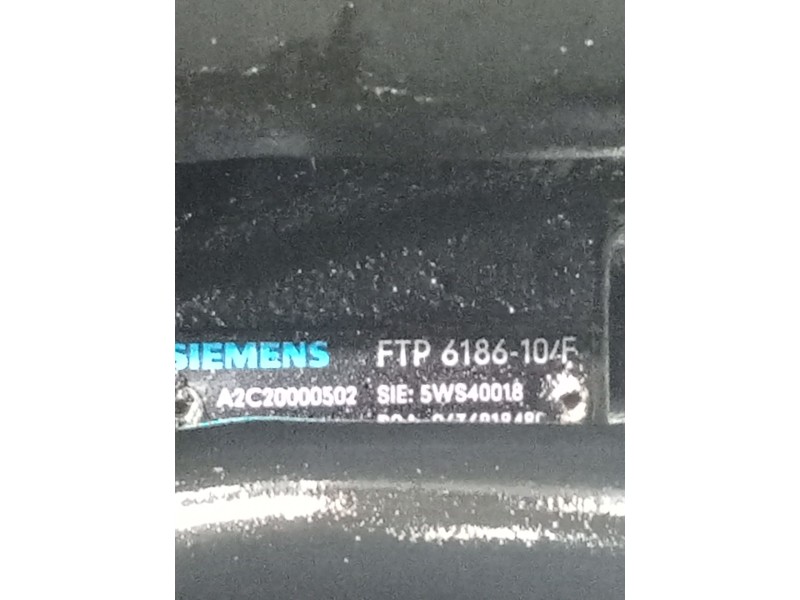 SIEMENS FTP 6186-104F
A2C20000502 SIE: 5WS40018